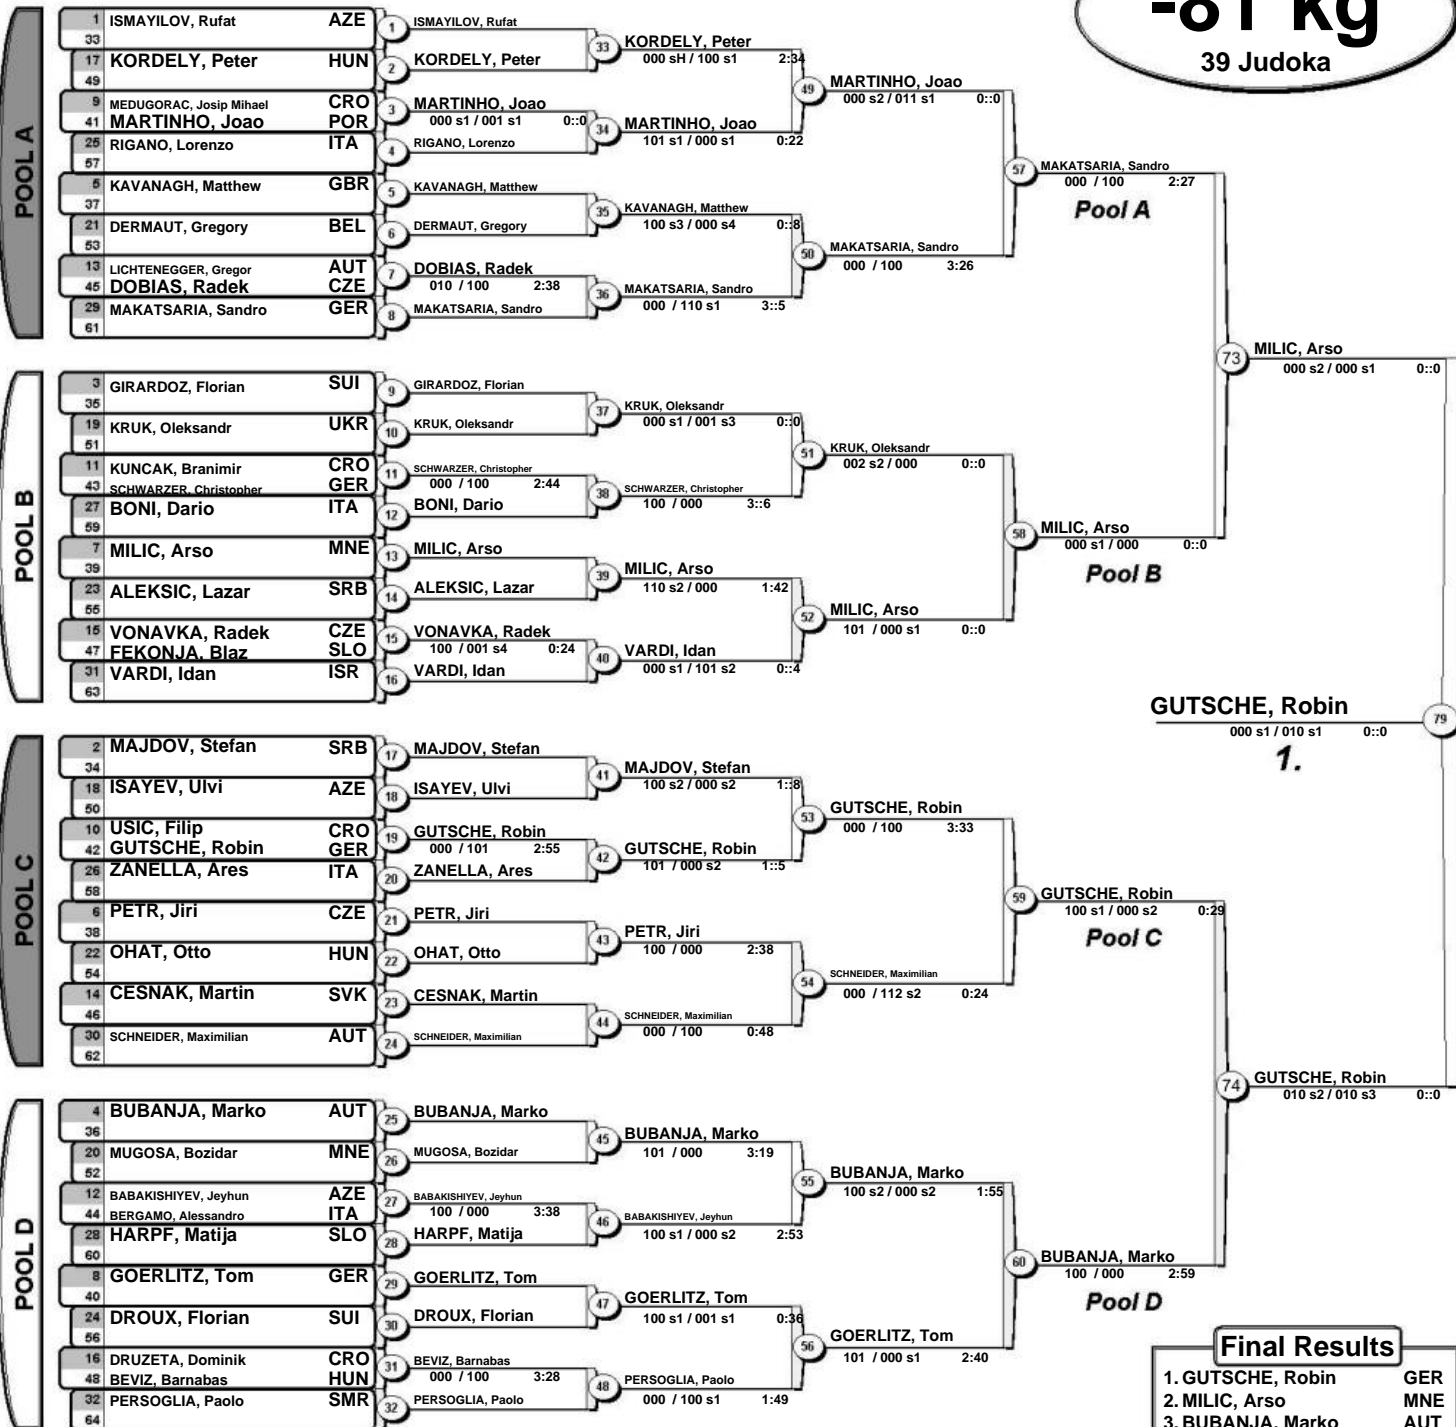 -81 kg
39 Judoka
POOL A
1 ISMAYILOV, Rufat AZE
33
17 KORDELY, Peter HUN
49
9 MEDUGORAC, Josip Mihael CRO
41 MARTINHO, Joao POR
25 RIGANO, Lorenzo ITA
57
5 KAVANAGH, Matthew GBR
37
21 DERMAUT, Gregory BEL
53
13 LICHTENEGGER, Gregor AUT
45 DOBIAS, Radek CZE
29 MAKATSARIA, Sandro GER
61
1 ISMAYILOV, Rufat
2 KORDELY, Peter
3 MARTINHO, Joao
000 s1 / 001 s1 0::0
4 RIGANO, Lorenzo
5 KAVANAGH, Matthew
6 DERMAUT, Gregory
7 DOBIAS, Radek
010 / 100 2:38
8 MAKATSARIA, Sandro
33 KORDELY, Peter
000 sH / 100 s1 2:34
34 MARTINHO, Joao
101 s1 / 000 s1 0:22
35 KAVANAGH, Matthew
100 s3 / 000 s4 0::8
36 MAKATSARIA, Sandro
000 / 110 s1 3::5
49 MARTINHO, Joao
000 s2 / 011 s1 0::0
50 MAKATSARIA, Sandro
000 / 100 3:26
57 MAKATSARIA, Sandro
000 / 100 2:27
Pool A
POOL B
3 GIRARDOZ, Florian SUI
35
19 KRUK, Oleksandr UKR
51
11 KUNCAK, Branimir CRO
43 SCHWARZER, Christopher GER
27 BONI, Dario ITA
59
7 MILIC, Arso MNE
39
23 ALEKSIC, Lazar SRB
55
15 VONAVKA, Radek CZE
47 FEKONJA, Blaz SLO
31 VARDI, Idan ISR
63
9 GIRARDOZ, Florian
10 KRUK, Oleksandr
11 SCHWARZER, Christopher
000 / 100 2:44
12 BONI, Dario
13 MILIC, Arso
14 ALEKSIC, Lazar
15 VONAVKA, Radek
100 / 001 s4 0:24
16 VARDI, Idan
37 KRUK, Oleksandr
000 s1 / 001 s3 0::0
38 SCHWARZER, Christopher
100 / 000 3::6
39 MILIC, Arso
110 s2 / 000 1:42
40 VARDI, Idan
000 s1 / 101 s2 0::4
51 KRUK, Oleksandr
002 s2 / 000 0::0
52 MILIC, Arso
101 / 000 s1 0::0
58 MILIC, Arso
000 s1 / 000 0::0
Pool B
73 MILIC, Arso
000 s2 / 000 s1 0::0
GUTSCHE, Robin 79
000 s1 / 010 s1 0::0
1.
POOL C
2 MAJDOV, Stefan SRB
34
18 ISAYEV, Ulvi AZE
50
10 USIC, Filip CRO
42 GUTSCHE, Robin GER
26 ZANELLA, Ares ITA
58
6 PETR, Jiri CZE
38
22 OHAT, Otto HUN
54
14 CESNAK, Martin SVK
46
30 SCHNEIDER, Maximilian AUT
62
17 MAJDOV, Stefan
18 ISAYEV, Ulvi
19 GUTSCHE, Robin
000 / 101 2:55
20 ZANELLA, Ares
21 PETR, Jiri
22 OHAT, Otto
23 CESNAK, Martin
24 SCHNEIDER, Maximilian
41 MAJDOV, Stefan
100 s2 / 000 s2 1::8
42 GUTSCHE, Robin
101 / 000 s2 1::5
43 PETR, Jiri
100 / 000 2:38
44 SCHNEIDER, Maximilian
000 / 100 0:48
53 GUTSCHE, Robin
000 / 100 3:33
54 SCHNEIDER, Maximilian
000 / 112 s2 0:24
59 GUTSCHE, Robin
100 s1 / 000 s2 0:29
Pool C
74 GUTSCHE, Robin
010 s2 / 010 s3 0::0
POOL D
4 BUBANJA, Marko AUT
36
20 MUGOSA, Bozidar MNE
52
12 BABAKISHIYEV, Jeyhun AZE
44 BERGAMO, Alessandro ITA
28 HARPF, Matija SLO
60
8 GOERLITZ, Tom GER
40
24 DROUX, Florian SUI
56
16 DRUZETA, Dominik CRO
48 BEVIZ, Barnabas HUN
32 PERSOGLIA, Paolo SMR
64
25 BUBANJA, Marko
26 MUGOSA, Bozidar
27 BABAKISHIYEV, Jeyhun
100 / 000 3:38
28 HARPF, Matija
29 GOERLITZ, Tom
30 DROUX, Florian
31 BEVIZ, Barnabas
000 / 100 3:28
32 PERSOGLIA, Paolo
45 BUBANJA, Marko
101 / 000 3:19
46 BABAKISHIYEV, Jeyhun
100 s1 / 000 s2 2:53
47 GOERLITZ, Tom
100 s1 / 001 s1 0:36
48 PERSOGLIA, Paolo
000 / 100 s1 1:49
55 BUBANJA, Marko
100 s2 / 000 s2 1:55
56 GOERLITZ, Tom
101 / 000 s1 2:40
60 BUBANJA, Marko
100 / 000 2:59
Pool D
Final Results
1. GUTSCHE, Robin GER
2. MILIC, Arso MNE
3. BUBANJA, Marko AUT